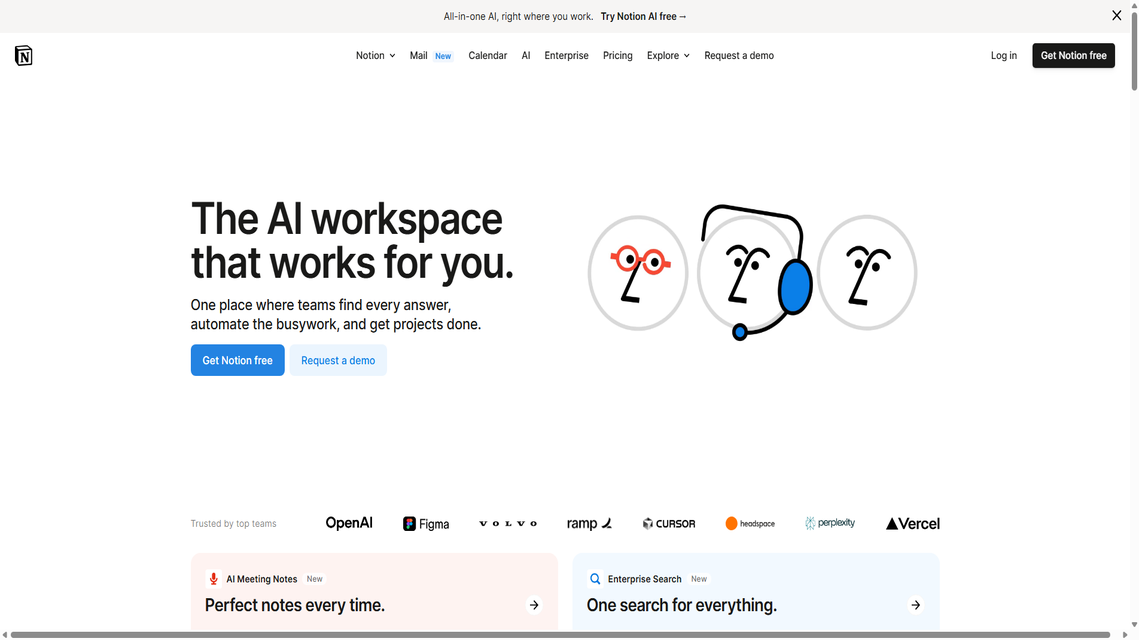 All-in-one AI, right where you work. Try Notion AI free→
N Notion Mail New Calendar AI Enterprise Pricing Explore Request a demo Log in Get Notion free
The AI workspace
that works for you.
One place where teams find every answer,
automate the busywork, and get projects done.
Get Notion free Request a demo
Trusted by top teams OpenAI Figma VOLVO ramp CURSOR headspace perplexity Vercel
AI Meeting Notes New
Perfect notes every time. →
Enterprise Search New
One search for everything. →